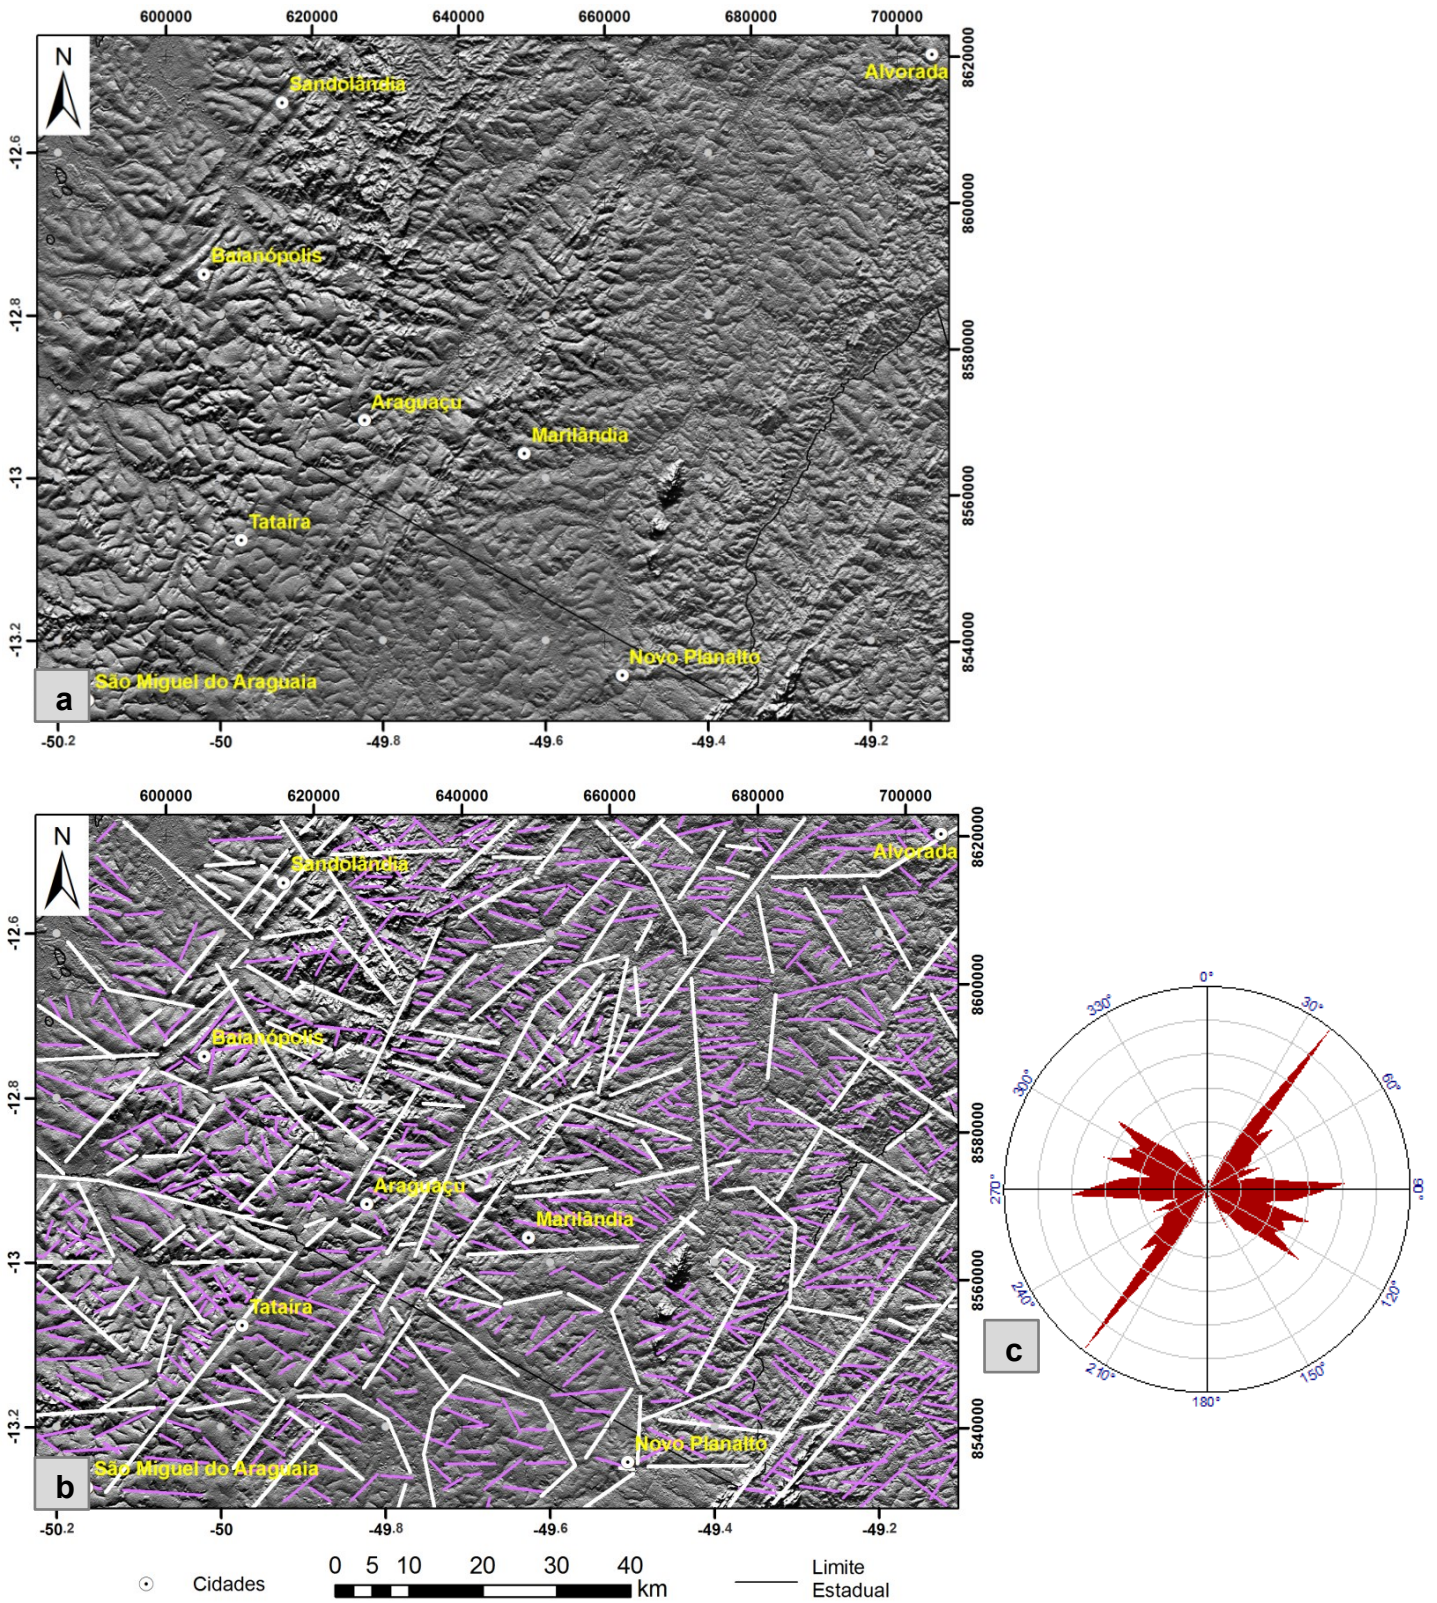 600000 620000 640000 660000 680000 700000
N
Alvorada
Sandolândia
8620000
-12.6
8600000
Baianópolis
-12.8
8580000
Araguaçu
Marilândia
-13
8560000
Tataíra
-13.2
8540000
Novo Planalto
São Miguel do Araguaia
a
-50.2 -50 -49.8 -49.6 -49.4 -49.2
600000 620000 640000 660000 680000 700000
N
8620000
Alvorada
Sandolândia
-12.6
8600000
Baianópolis
-12.8
8580000
Araguaçu
Marilândia
-13
8560000
Tataíra
-13.2
8540000
Novo Planalto
São Miguel do Araguaia
b
-50.2 -50 -49.8 -49.6 -49.4 -49.2
0°
330° 30°
300° 60°
270° 90°
240° 120°
210° 150°
180°
c
Cidades
0 5 10 20 30 40
km
Limite
Estadual